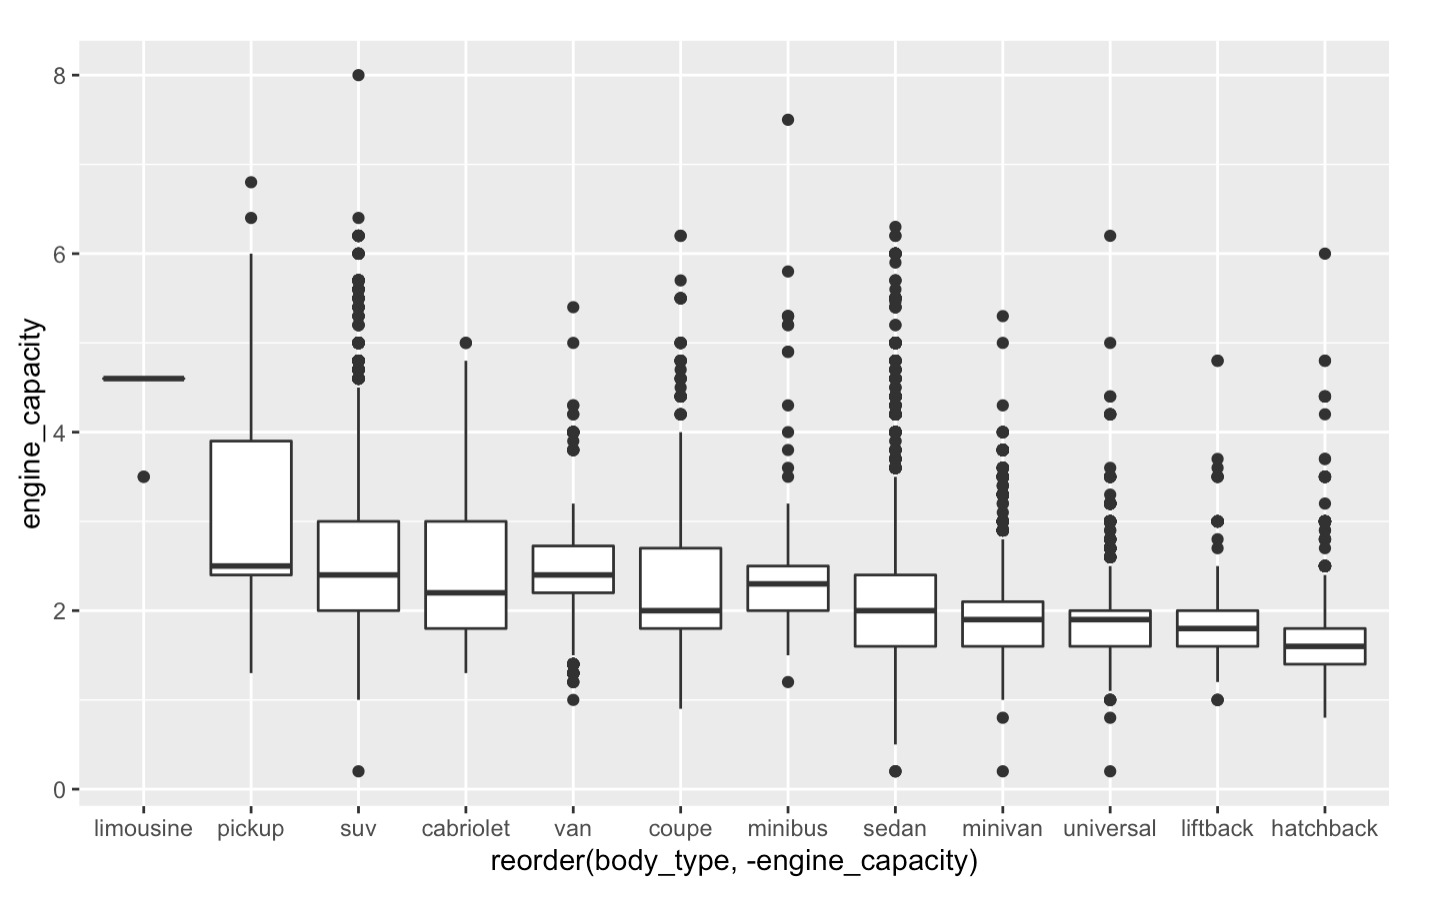 8
6
4
2
0
engine_capacity
limousine pickup suv cabriolet van coupe minibus sedan minivan universal liftback hatchback
reorder(body_type, -engine_capacity)